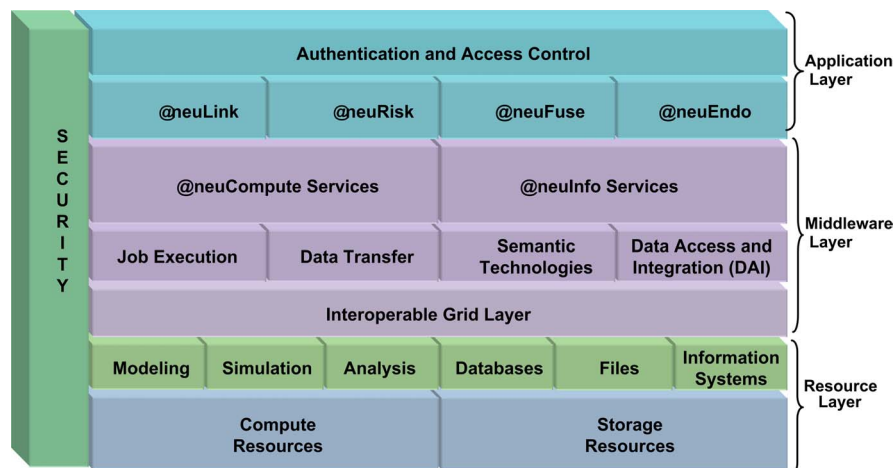 SECURITY
Authentication and Access Control
Application
Layer
@neuLink
@neuRisk
@neuFuse
@neuEndo
@neuCompute Services
@neuInfo Services
Middleware
Layer
Job Execution
Data Transfer
Semantic
Technologies
Data Access and
Integration (DAI)
Interoperable Grid Layer
Modeling
Simulation
Analysis
Databases
Files
Information
Systems
Resource
Layer
Compute
Resources
Storage
Resources